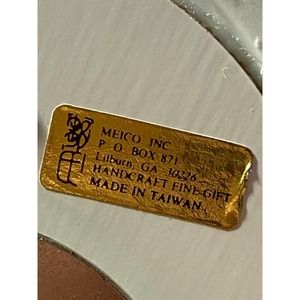 MEICO, INC
P. O. BOX 871
Lilburn, GA 30226
HANDCRAFT FINE GIFT
MADE IN TAIWAN